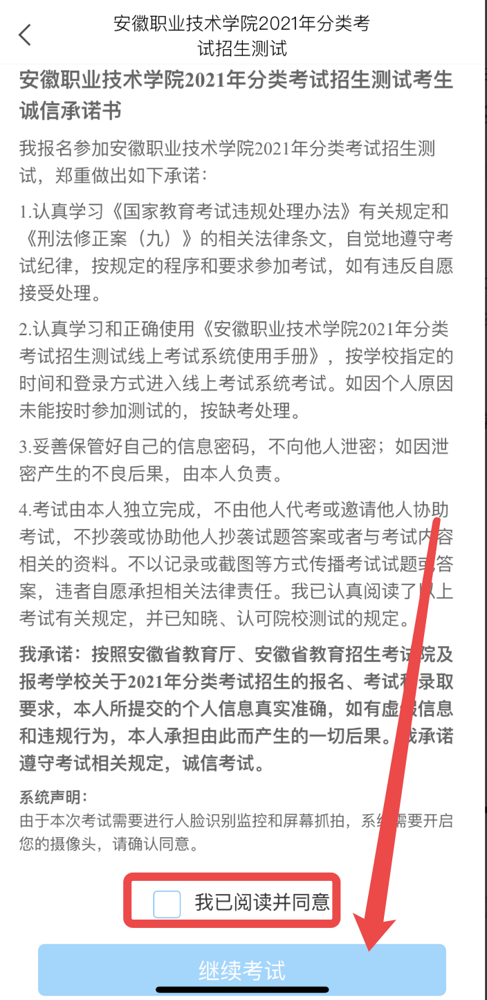 安徽职业技术学院2021年分类考
试招生测试
安徽职业技术学院2021年分类考试招生测试考生
诚信承诺书
我报名参加安徽职业技术学院2021年分类考试招生测
试，郑重做出如下承诺：
1.认真学习《国家教育考试违规处理办法》有关规定和
《刑法修正案（九）》的相关法律条文，自觉地遵守考
试纪律，按规定的程序和要求参加考试，如有违反自愿
接受处理。
2.认真学习和正确使用《安徽职业技术学院2021年分类
考试招生测试线上考试系统使用手册》，按学校指定的
时间和登录方式进入线上考试系统考试。如因个人原因
未能按时参加测试的，按缺考处理。
3.妥善保管好自己的信息密码，不向他人泄密；如因泄
密产生的不良后果，由本人负责。
4.考试由本人独立完成，不由他人代考或邀请他人协助
考试，不抄袭或协助他人抄袭试题答案或者与考试内容
相关的资料。不以记录或截图等方式传播考试试题或答
案，违者自愿承担相关法律责任。我已认真阅读了以上
考试有关规定，并已知晓、认可院校测试的规定。
我承诺：按照安徽省教育厅、安徽省教育招生考试院及
报考学校关于2021年分类考试招生的报名、考试和录取
要求，本人所提交的个人信息真实准确，如有虚假信息
和违规行为，本人承担由此而产生的一切后果。我承诺
遵守考试相关规定，诚信考试。
系统声明：
由于本次考试需要进行人脸识别监控和屏幕抓拍，系统需要开启
您的摄像头，请确认同意。
我已阅读并同意
继续考试